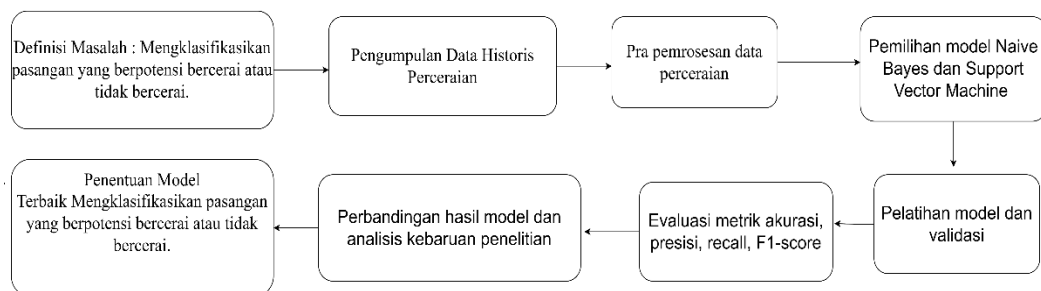 Definisi Masalah : Mengklasifikasikan
pasangan yang berpotensi bercerai atau
tidak bercerai.
Pengumpulan Data Historis
Perceraian
Pra pemrosesan data
perceraian
Pemilihan model Naive
Bayes dan Support
Vector Machine
Pelatihan model dan
validasi
Evaluasi metrik akurasi,
presisi, recall, F1-score
Perbandingan hasil model dan
analisis kebaruan penelitian
Penentuan Model
Terbaik Mengklasifikasikan pasangan
yang berpotensi bercerai atau tidak
bercerai.